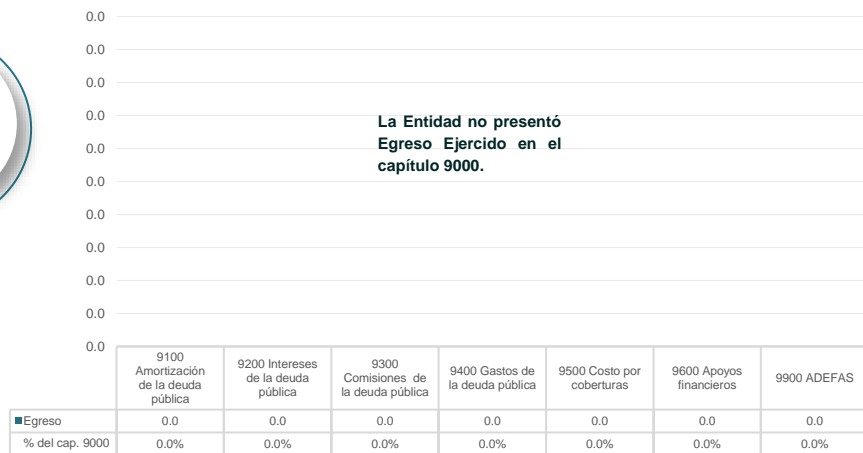 0.0
0.0
0.0
0.0
0.0
0.0
0.0
0.0
0.0
0.0
0.0
La Entidad no presentó
Egreso Ejercido en el
capítulo 9000.
9100
Amortización
de la deuda
pública
9200 Intereses
de la deuda
pública
9300
Comisiones de
la deuda pública
9400 Gastos de
la deuda pública
9500 Costo por
coberturas
9600 Apoyos
financieros
9900 ADEFAS
Egreso 0.0 0.0 0.0 0.0 0.0 0.0 0.0
% del cap. 9000 0.0% 0.0% 0.0% 0.0% 0.0% 0.0% 0.0%